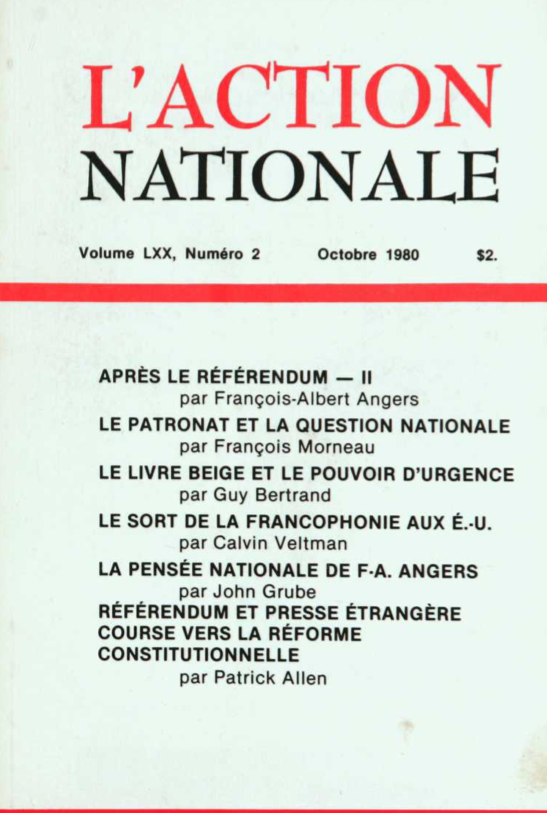 L'ACTION
NATIONALE
Volume LXX, Numéro 2 Octobre 1980 $2.
APRÈS LE RÉFÉRENDUM — II
par François-Albert Angers
LE PATRONAT ET LA QUESTION NATIONALE
par François Morneau
LE LIVRE BEIGE ET LE POUVOIR D'URGENCE
par Guy Bertrand
LE SORT DE LA FRANCOPHONIE AUX É.-U.
par Calvin Veltman
LA PENSÉE NATIONALE DE F-A. ANGERS
par John Grube
RÉFÉRENDUM ET PRESSE ÉTRANGÈRE
COURSE VERS LA RÉFORME
CONSTITUTIONNELLE
par Patrick Allen